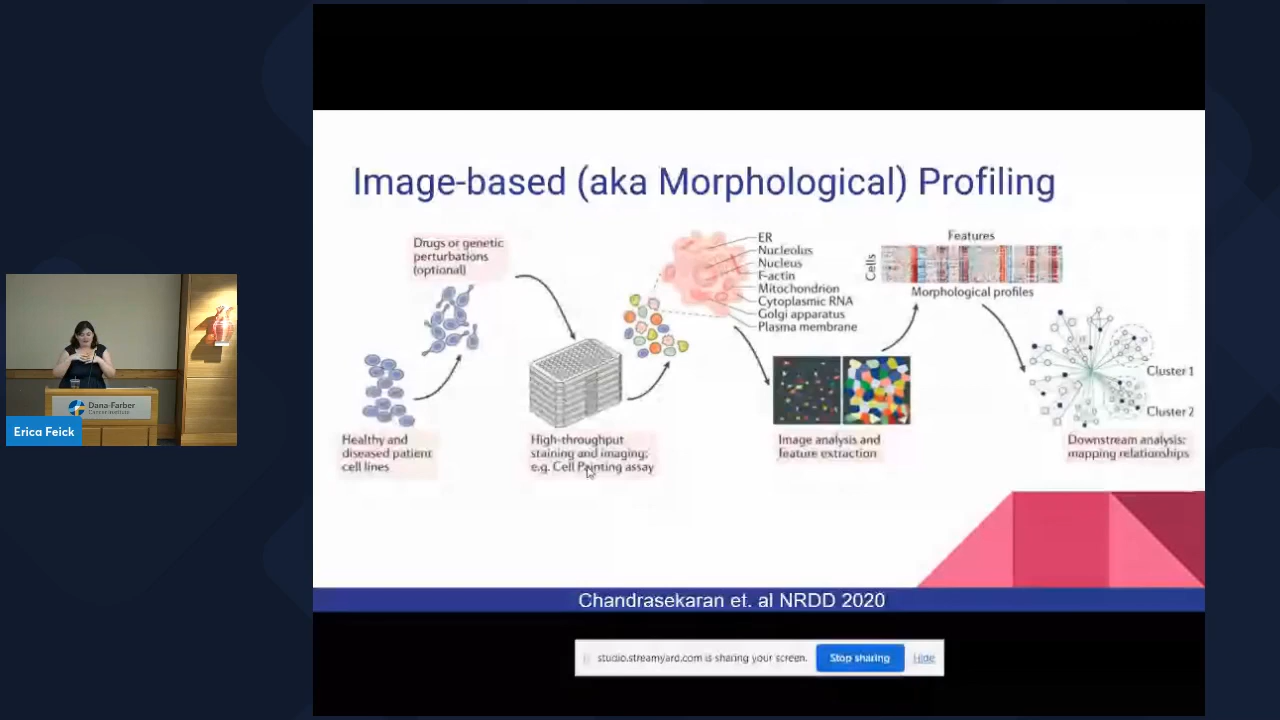 Image-based (aka Morphological) Profiling
Drugs or genetic
perturbations
(optional)
Healthy and
diseased patient
cell lines
High-throughput
staining and imaging;
e.g. Cell Painting assay
ER
Nucleolus
Nucleus
F-actin
Mitochondrion
Cytoplasmic RNA
Golgi apparatus
Plasma membrane
Image analysis and
feature extraction
Features
Cells
Morphological profiles
Cluster 1
Cluster 2
Downstream analysis:
mapping relationships
Chandrasekaran et. al NRDD 2020
studio.streamyard.com is sharing your screen.
Stop sharing
Hide
Dana-Farber
Cancer Institute
Erica Feick